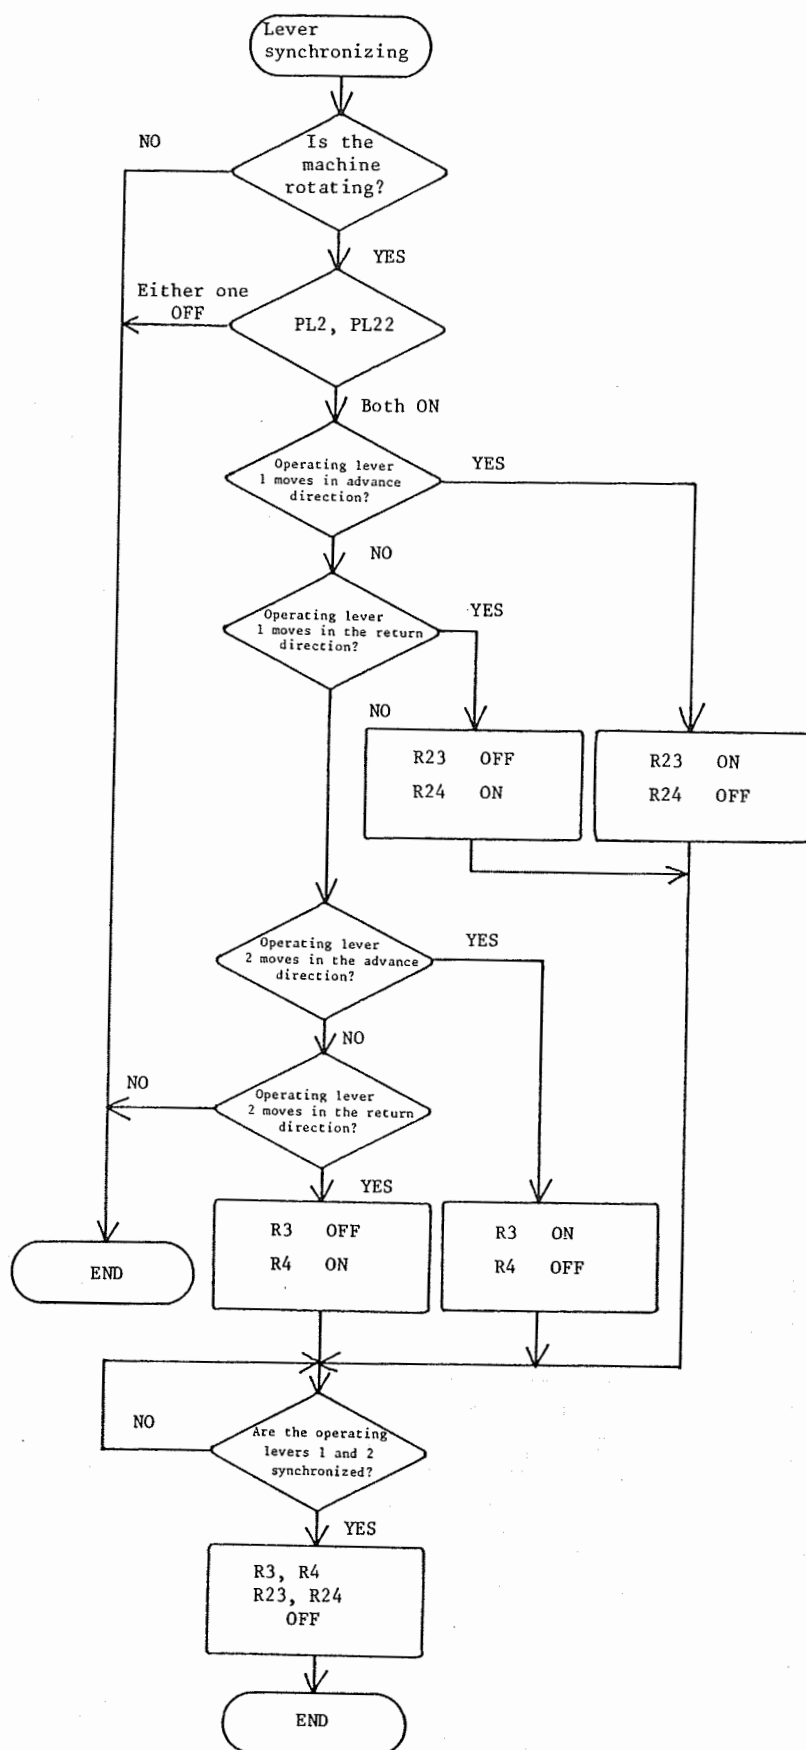 Lever
synchronizing
NO
Is the
machine
rotating?
YES
Either one
OFF
PL2, PL22
Both ON
Operating lever
1 moves in advance
direction?
YES
NO
Operating lever
1 moves in the return
direction?
YES
NO
R23 OFF
R24 ON
R23 ON
R24 OFF
Operating lever
2 moves in the advance
direction?
YES
NO
NO
Operating lever
2 moves in the return
direction?
YES
R3 OFF
R4 ON
R3 ON
R4 OFF
END
NO
Are the operating
levers 1 and 2
synchronized?
YES
R3, R4
R23, R24
OFF
END